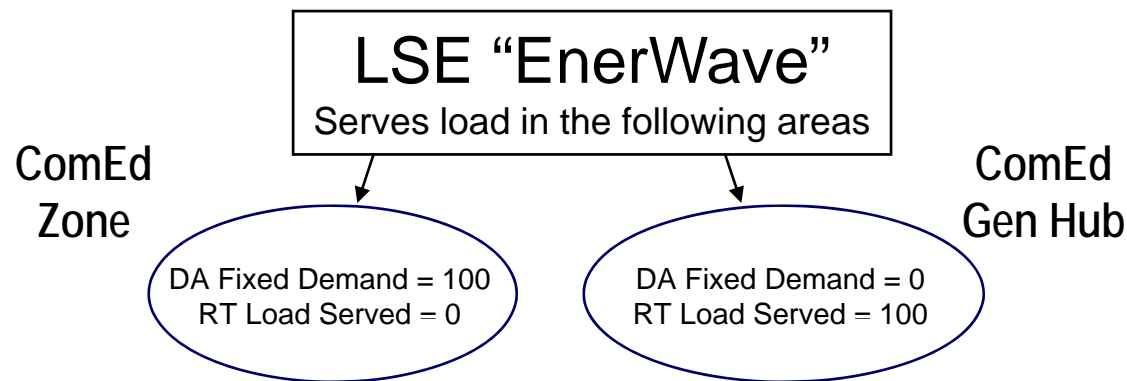 LSE “EnerWave”
Serves load in the following areas
ComEd
Zone
ComEd
Gen Hub
DA Fixed Demand = 100
RT Load Served = 0
DA Fixed Demand = 0
RT Load Served = 100